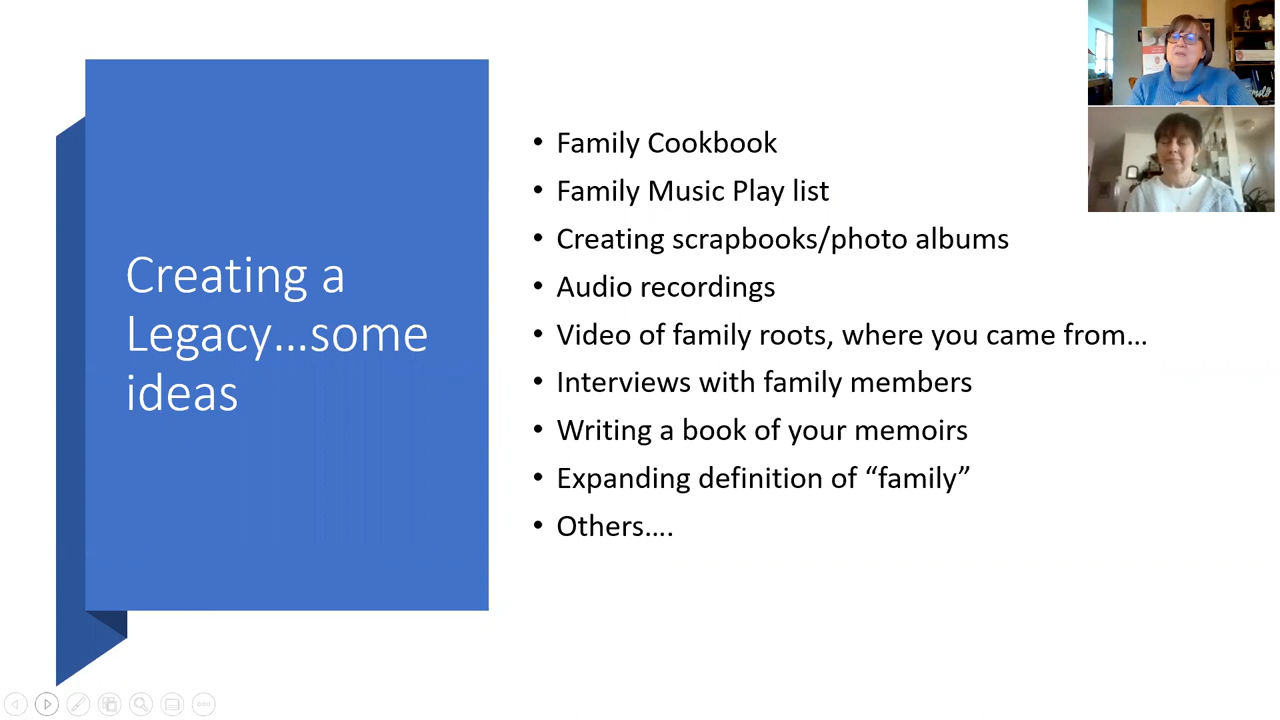 Creating a
Legacy...some
ideas
• Family Cookbook
• Family Music Play list
• Creating scrapbooks/photo albums
• Audio recordings
• Video of family roots, where you came from...
• Interviews with family members
• Writing a book of your memoirs
• Expanding definition of “family”
• Others....